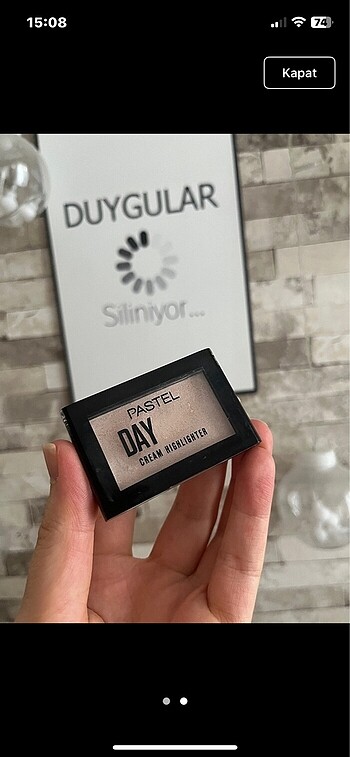 15:08
74
Kapat
DUYGULAR
Siliniyor...
PASTEL
DAY
CREAM HIGHLIGHTER